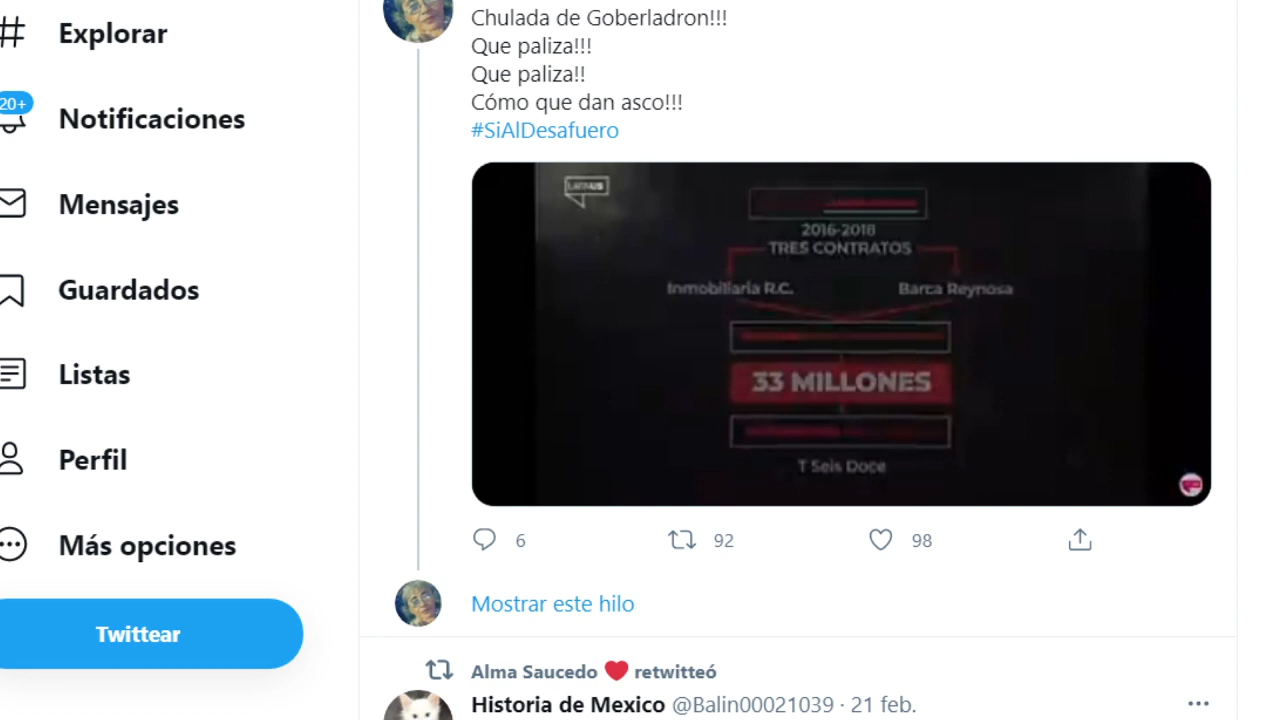 Explorar
20+
Notificaciones
Mensajes
Guardados
Listas
Perfil
Más opciones
Twittear
Chulada de Goberladron!!!
Que paliza!!!
Que paliza!!
Cómo que dan asco!!!
#SiAlDesafuero
LATINUS
2016-2018
TRES CONTRATOS
Inmobiliaria R.C.
Barca Reynosa
33 MILLONES
T Seis Doce
6
92
98
Mostrar este hilo
Alma Saucedo ❤️ retwitteó
Historia de Mexico @Balin00021039 · 21 feb.